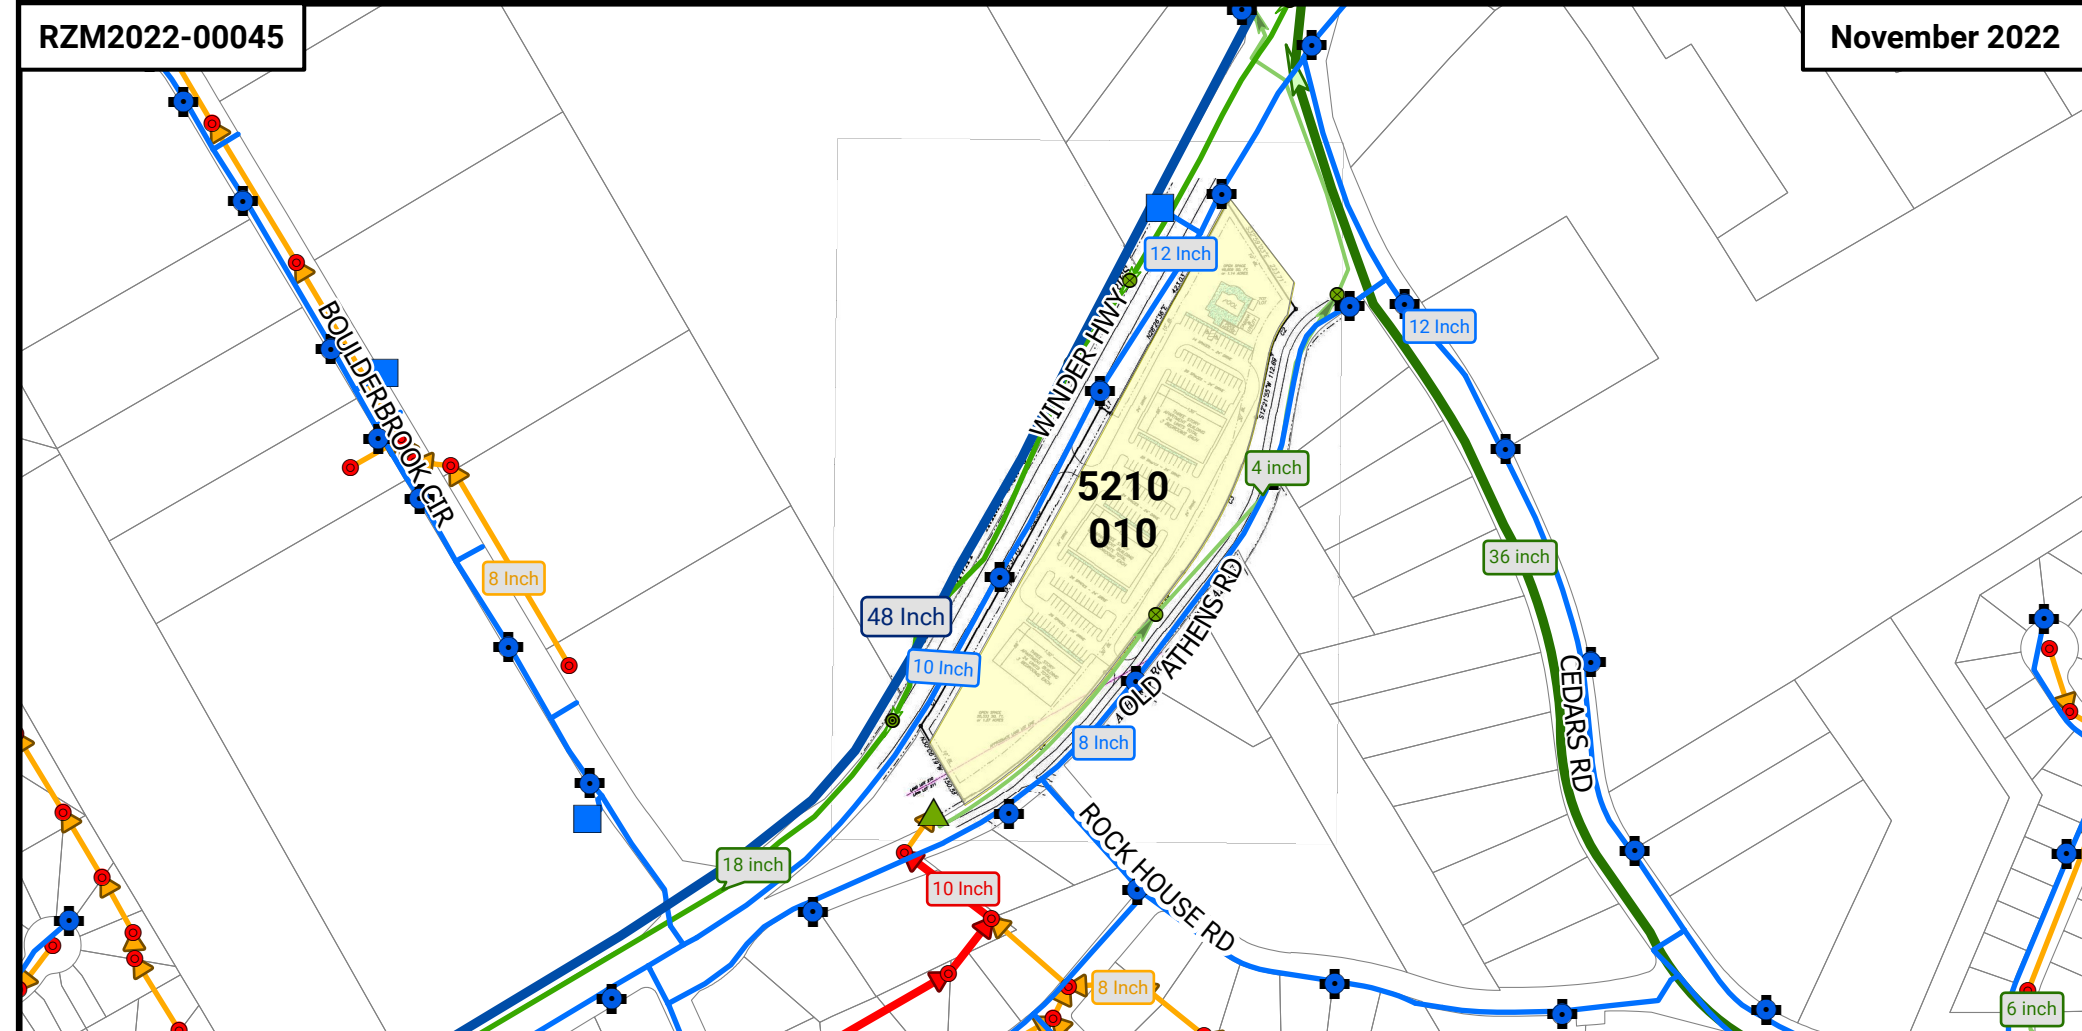 RZM2022-00045
November 2022
12 Inch
12 Inch
WINDER HWY
BOULDERBROOK CIR
4 inch
5210
010
36 inch
8 Inch
48 Inch
10 Inch
OLD ATHENS RD
CEDARS RD
8 Inch
18 inch
10 Inch
ROCK HOUSE RD
8 Inch
6 inch